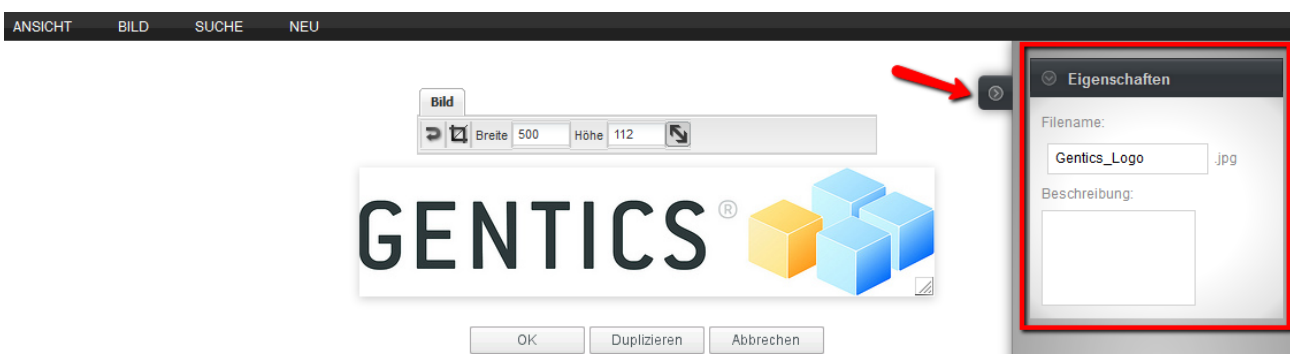 ANSICHT BILD SUCHE NEU
Eigenschaften
Bild
Breite 500 Höhe 112
Filename:
Gentics_Logo .jpg
Beschreibung:
GENTICS®
OK Duplizieren Abbrechen